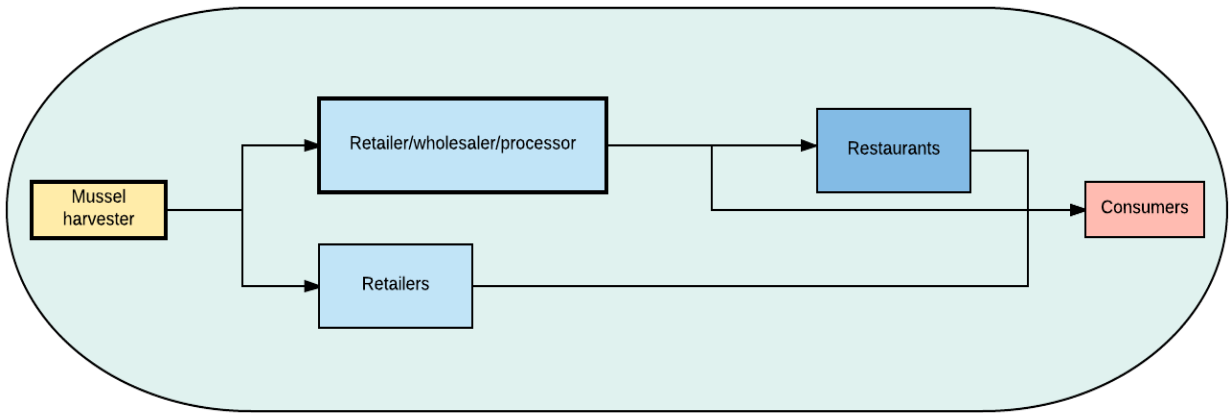 Mussel
harvester
Retailer/wholesaler/processor
Retailers
Restaurants
Consumers